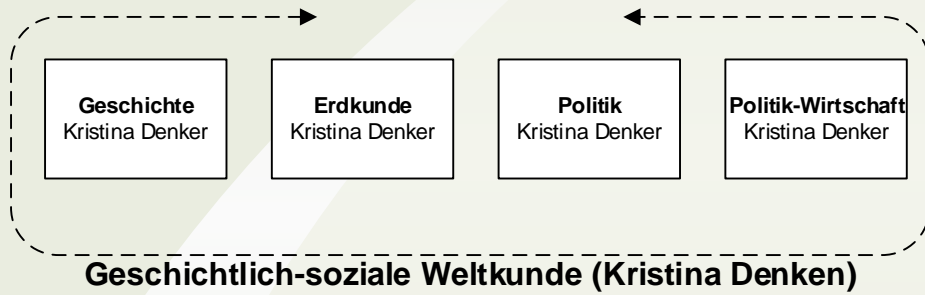 Geschichte
Kristina Denker
Erdkunde
Kristina Denker
Politik
Kristina Denker
Politik-Wirtschaft
Kristina Denker
Geschichtlich-soziale Weltkunde (Kristina Denken)